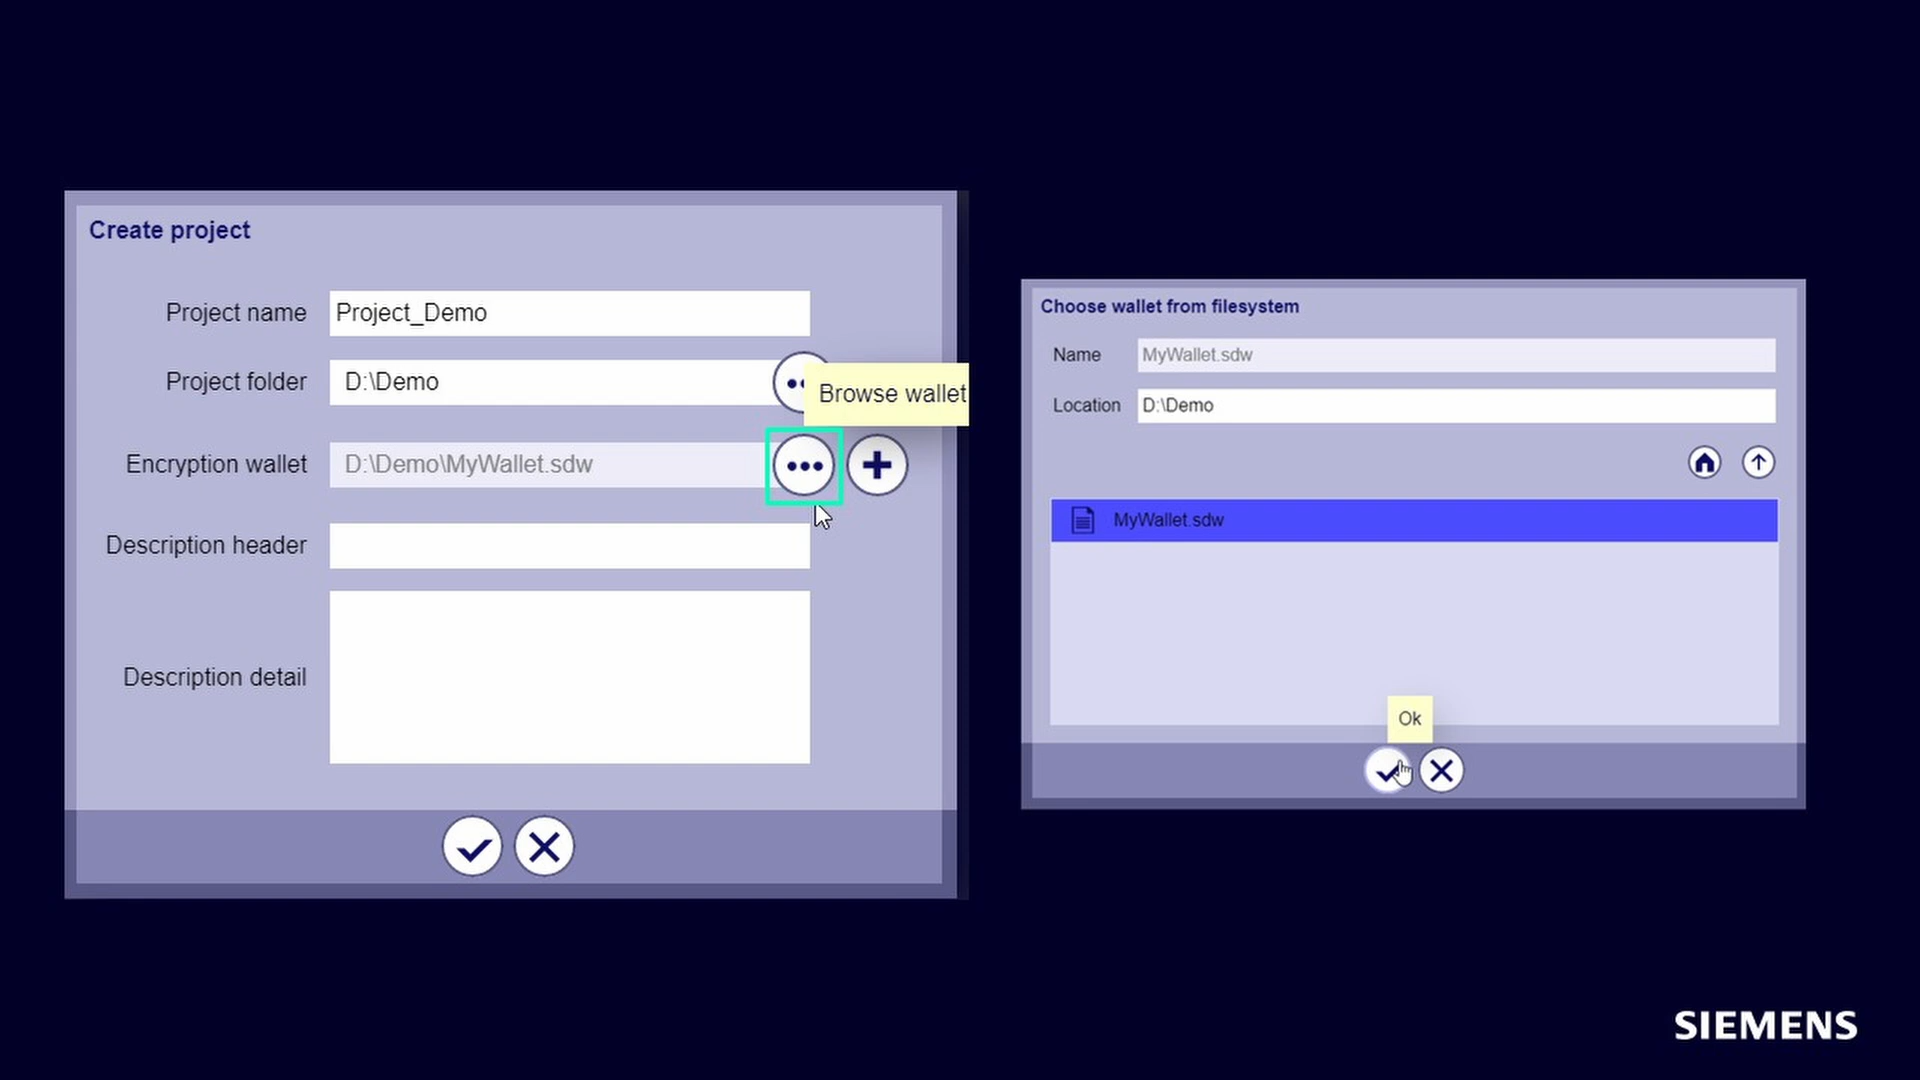 Create project
Project name
Project_Demo
Project folder
D:\Demo
Browse wallet
Encryption wallet
D:\Demo\MyWallet.sdw
Description header
Description detail
Choose wallet from filesystem
Name
MyWallet.sdw
Location
D:\Demo
MyWallet.sdw
Ok
SIEMENS